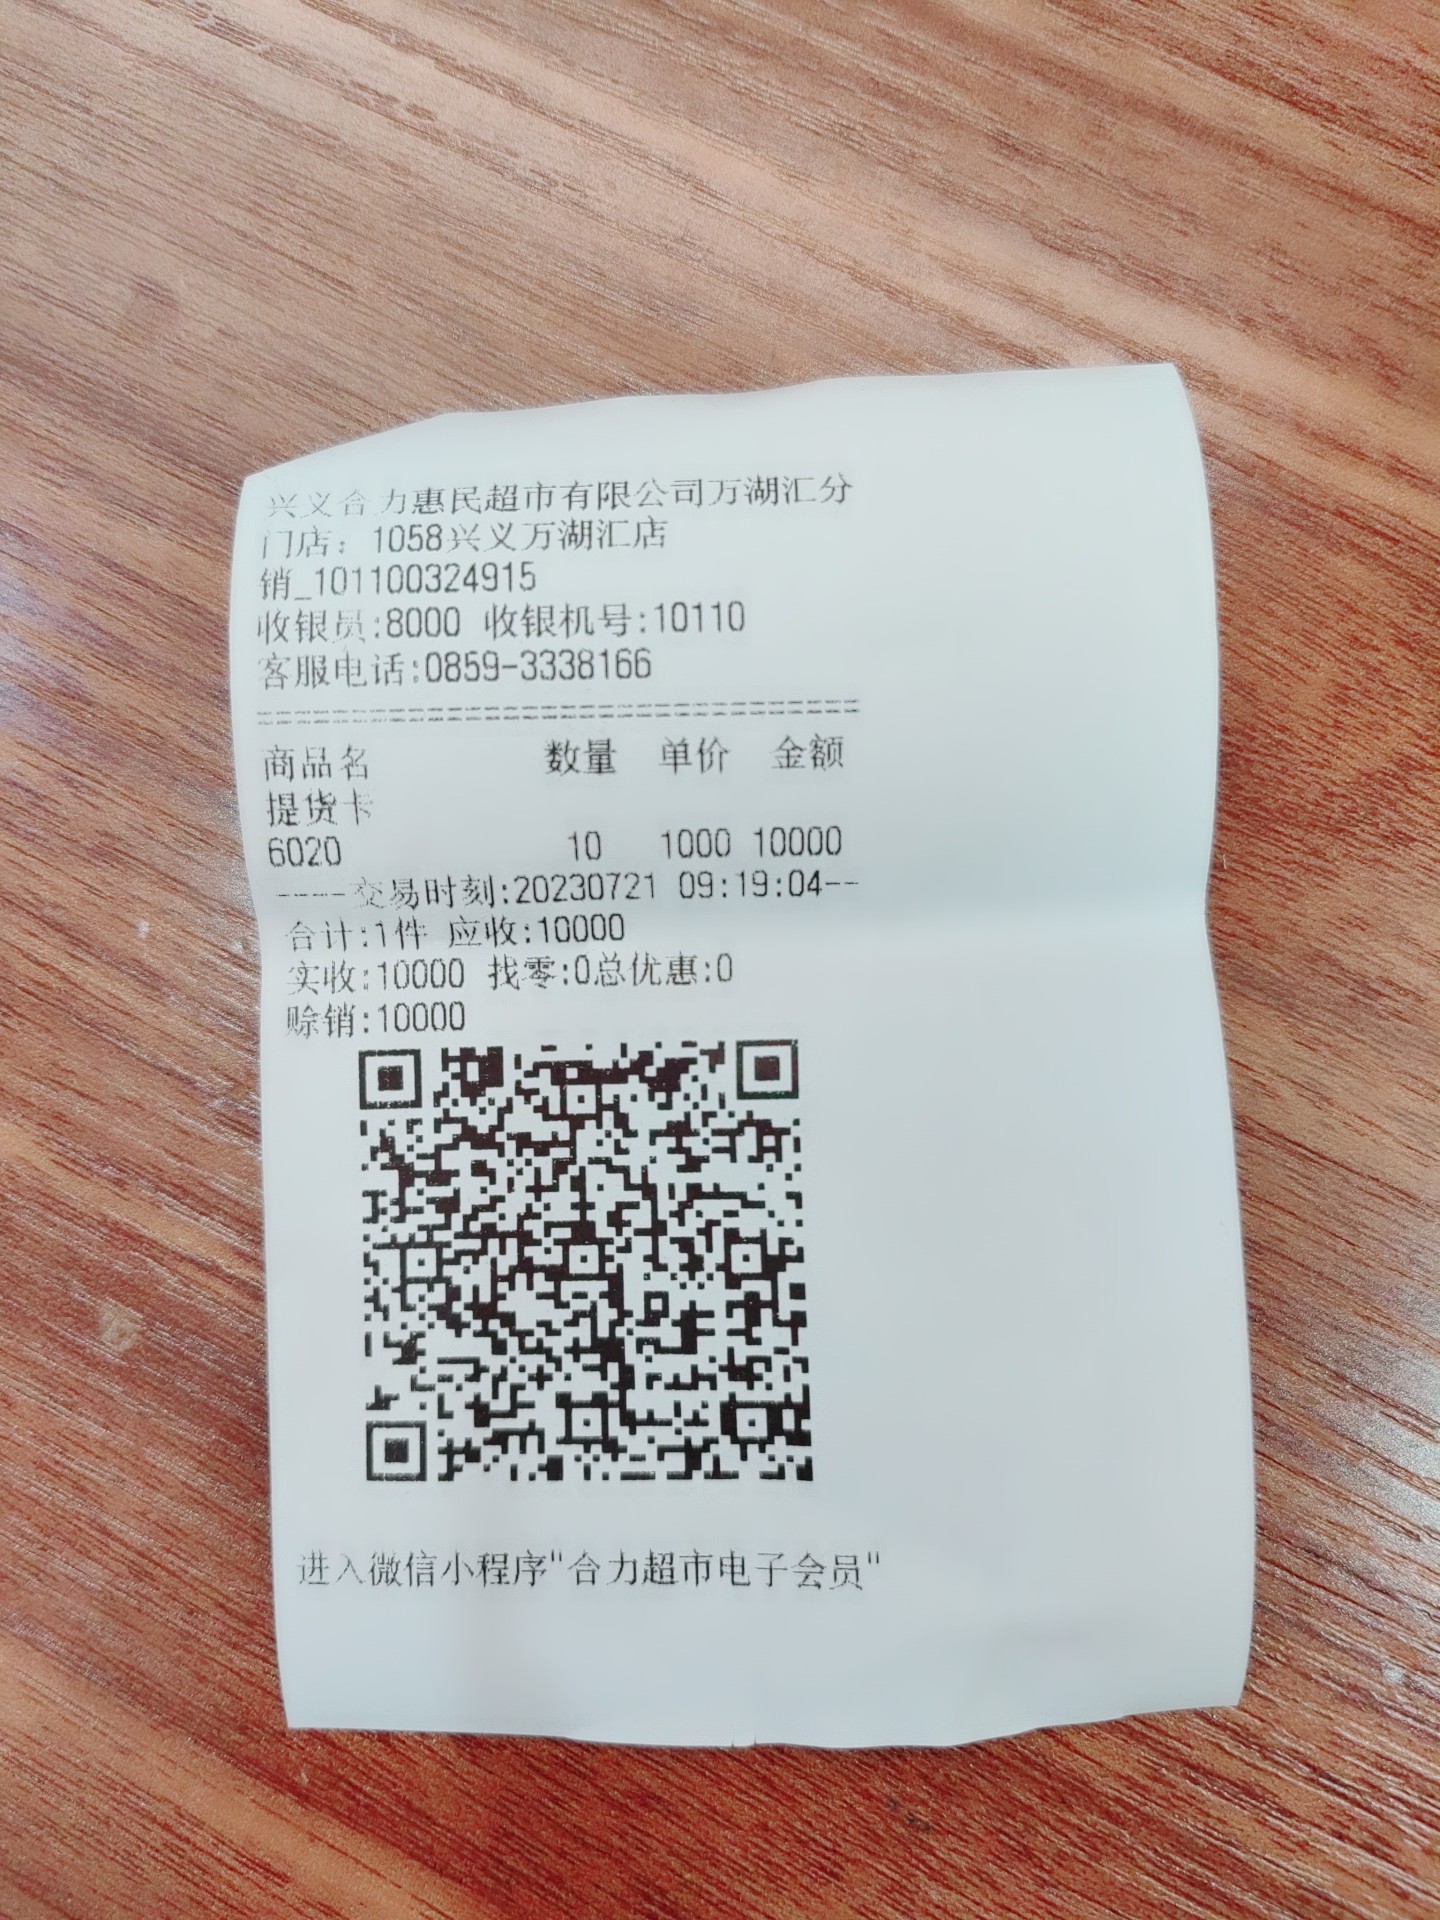 兴义合力惠民超市有限公司万湖汇分
门店：1058兴义万湖汇店
销_101100324915
收银员:8000 收银机号:10110
客服电话:0859-3338166
================================
商品名 数量 单价 金额
提货卡
6020 10 1000 10000
----交易时刻:20230721 09:19:04--
合计:1件 应收:10000
实收:10000 找零:0总优惠:0
赊销:10000
进入微信小程序"合力超市电子会员"